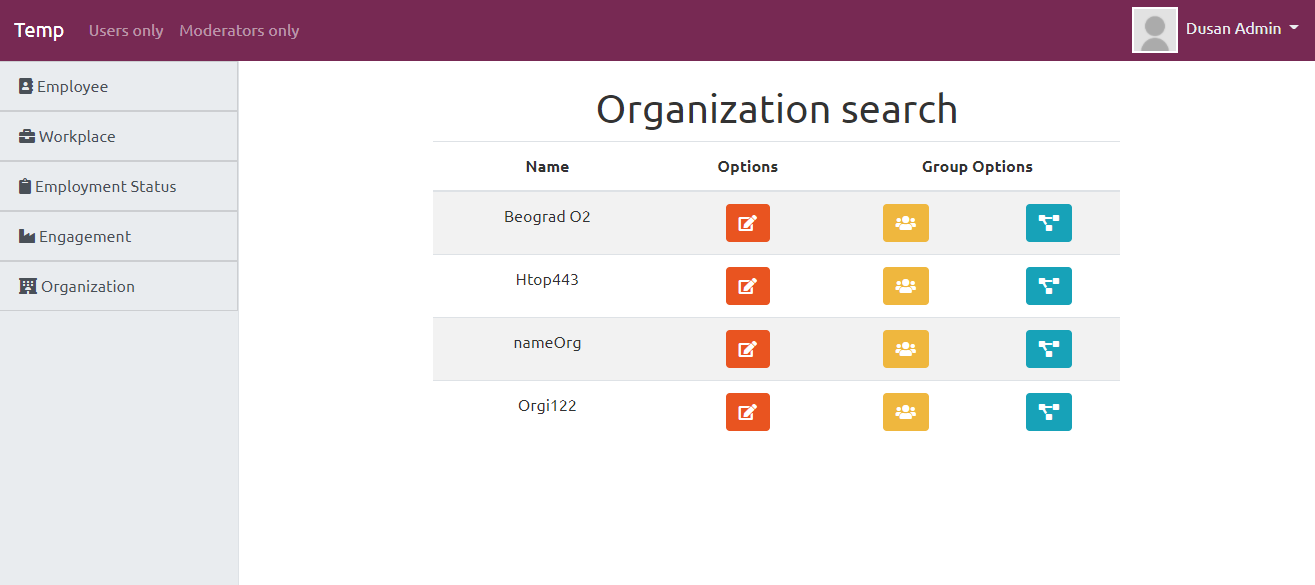 Temp Users only Moderators only Dusan Admin
Employee
Workplace
Employment Status
Engagement
Organization
Organization search
Name Options Group Options
Beograd O2
Htop443
nameOrg
Orgi122